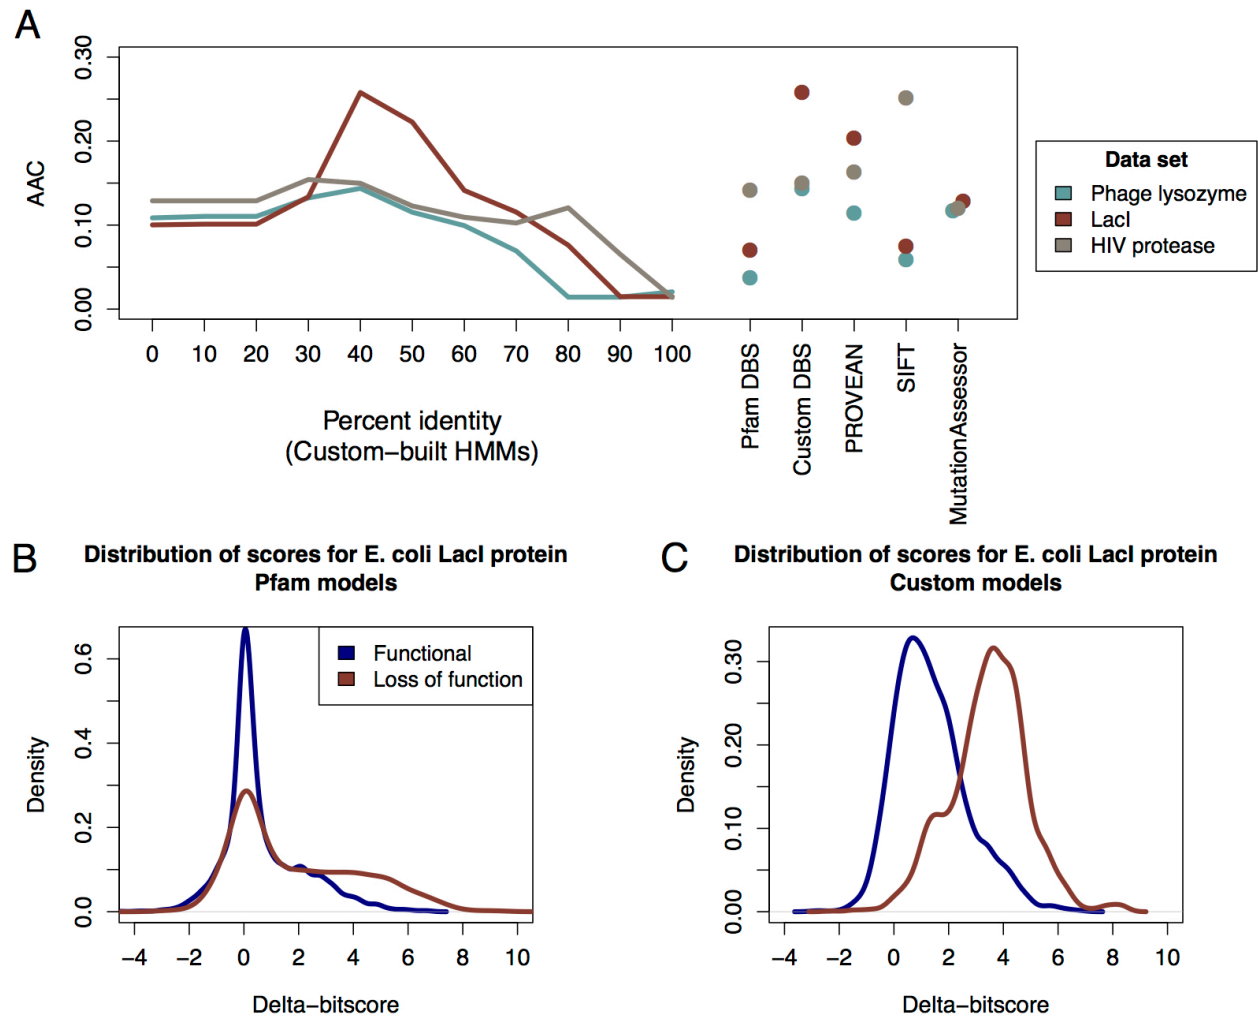 A
AAC
0.00
0.10
0.20
0.30
0 10 20 30 40 50 60 70 80 90 100
Percent identity
(Custom−built HMMs)
Pfam DBS
Custom DBS
PROVEAN
SIFT
MutationAssessor
Data set
Phage lysozyme
LacI
HIV protease
B
Distribution of scores for E. coli LacI protein
Pfam models
Density
0.0
0.2
0.4
0.6
Functional
Loss of function
−4 −2 0 2 4 6 8 10
Delta−bitscore
C
Distribution of scores for E. coli LacI protein
Custom models
Density
0.00
0.10
0.20
0.30
−4 −2 0 2 4 6 8 10
Delta−bitscore